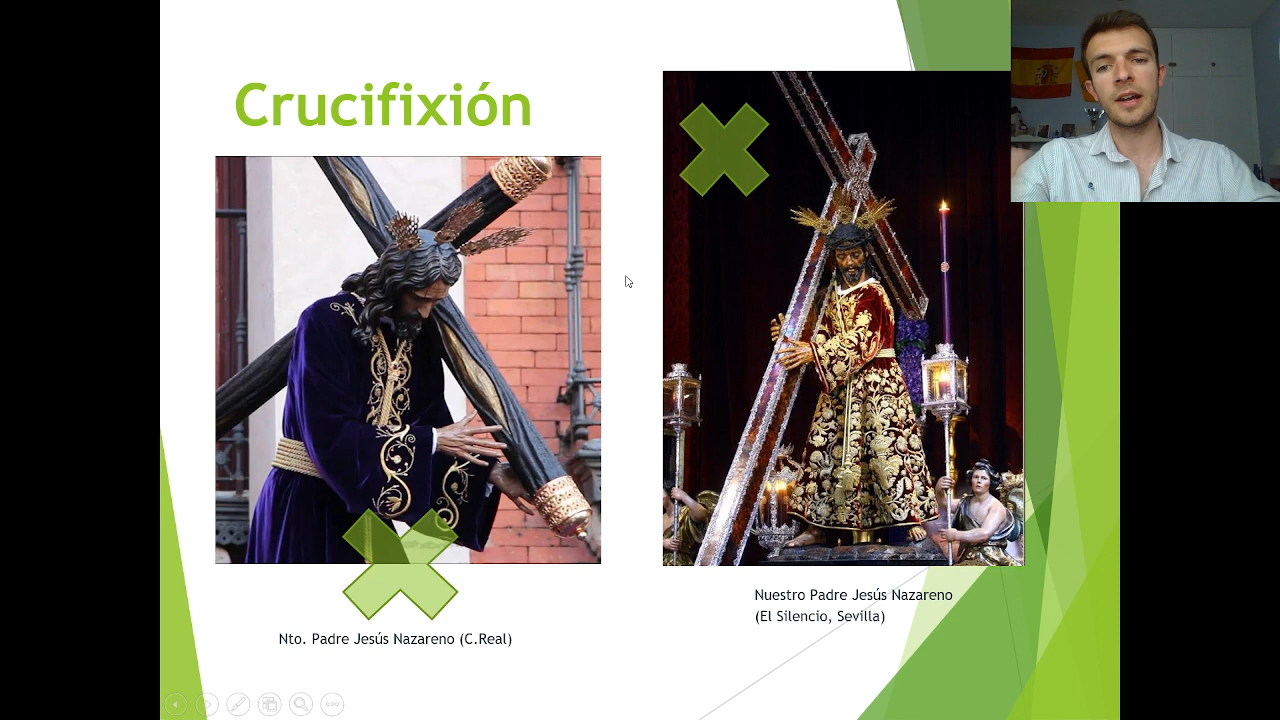 Crucifixión
Nto. Padre Jesús Nazareno (C.Real)
Nuestro Padre Jesús Nazareno
(El Silencio, Sevilla)